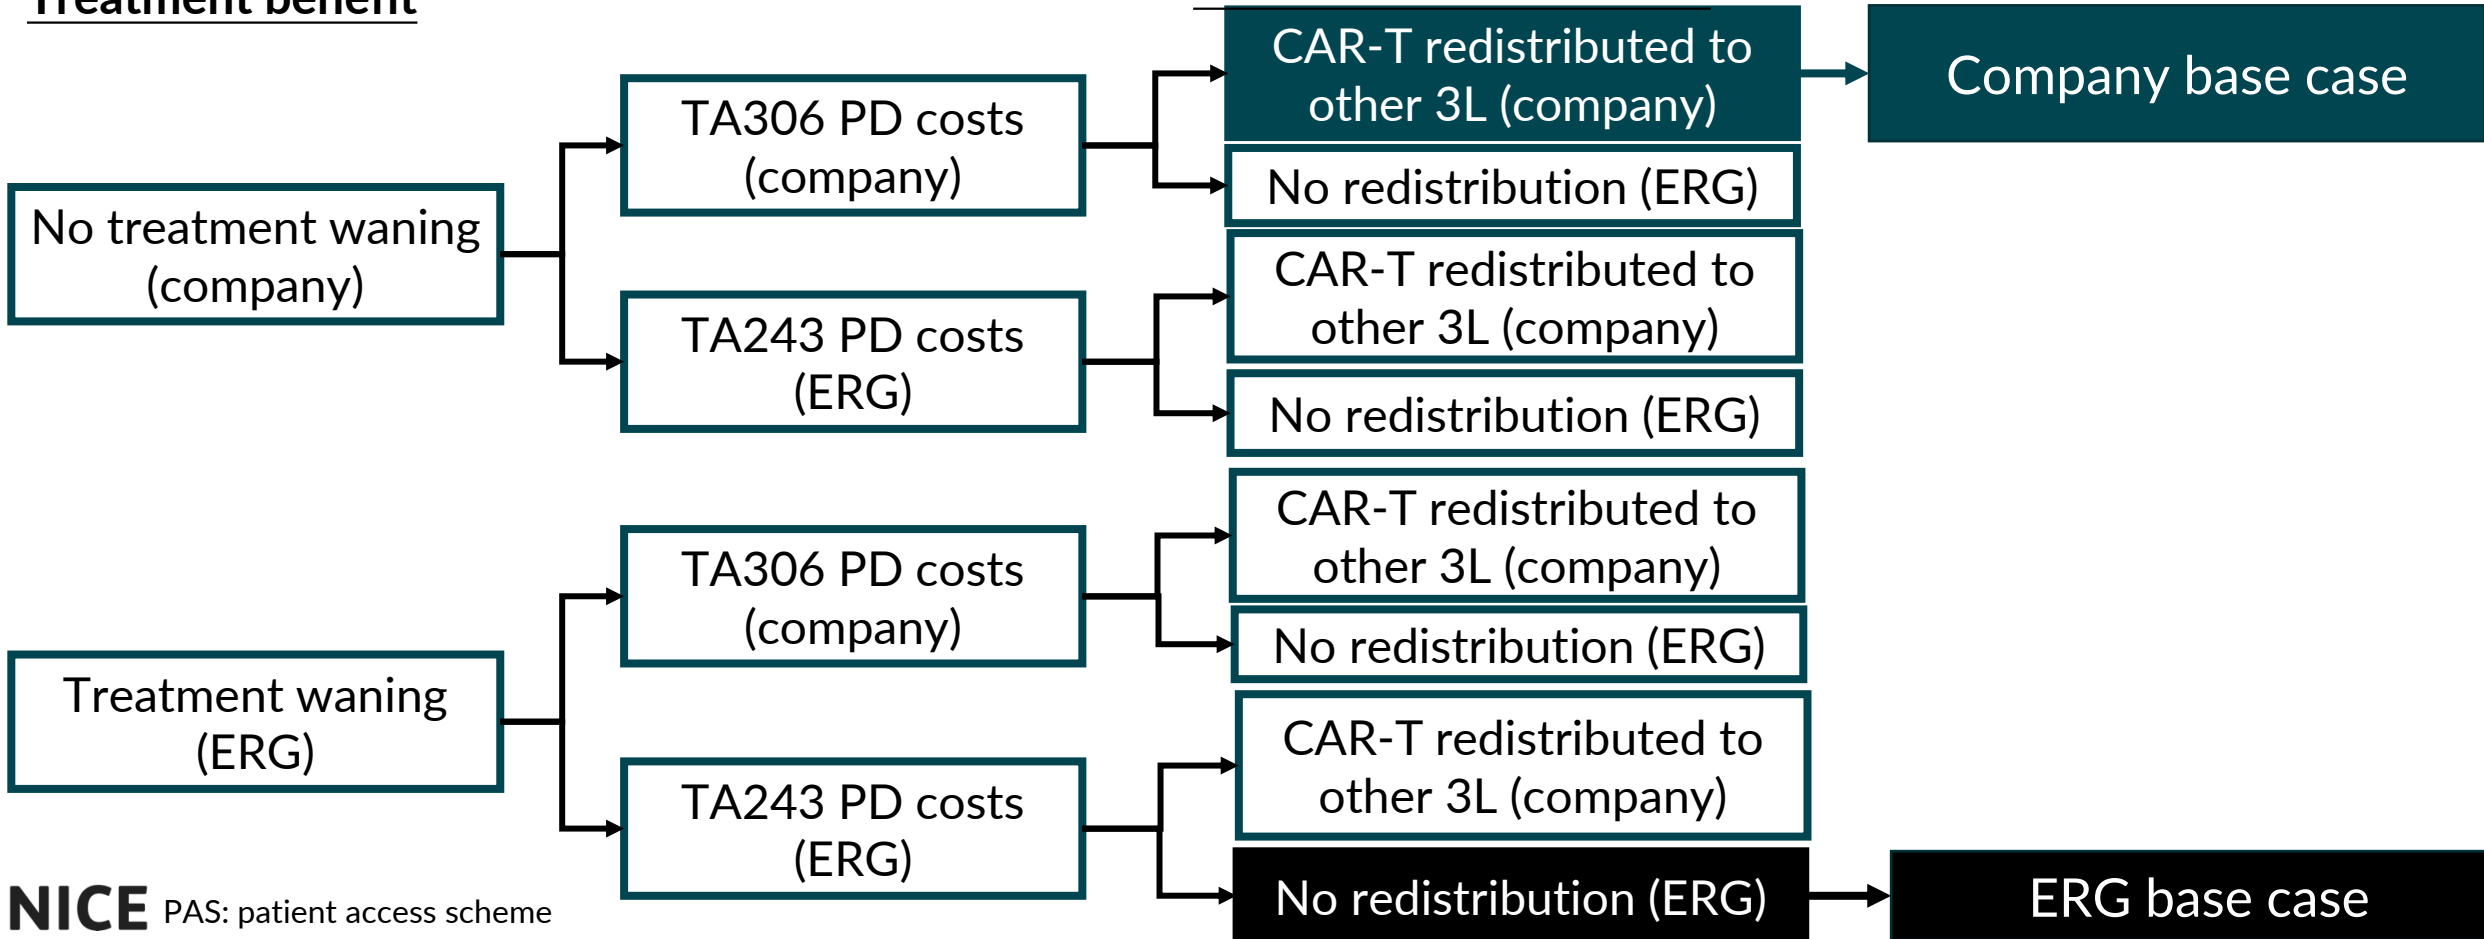 Treatment benefit
No treatment waning
(company)
TA306 PD costs
(company)
CAR-T redistributed to
other 3L (company)
Company base case
No redistribution (ERG)
TA243 PD costs
(ERG)
CAR-T redistributed to
other 3L (company)
No redistribution (ERG)
Treatment waning
(ERG)
TA306 PD costs
(company)
CAR-T redistributed to
other 3L (company)
No redistribution (ERG)
TA243 PD costs
(ERG)
CAR-T redistributed to
other 3L (company)
No redistribution (ERG)
ERG base case
NICE PAS: patient access scheme